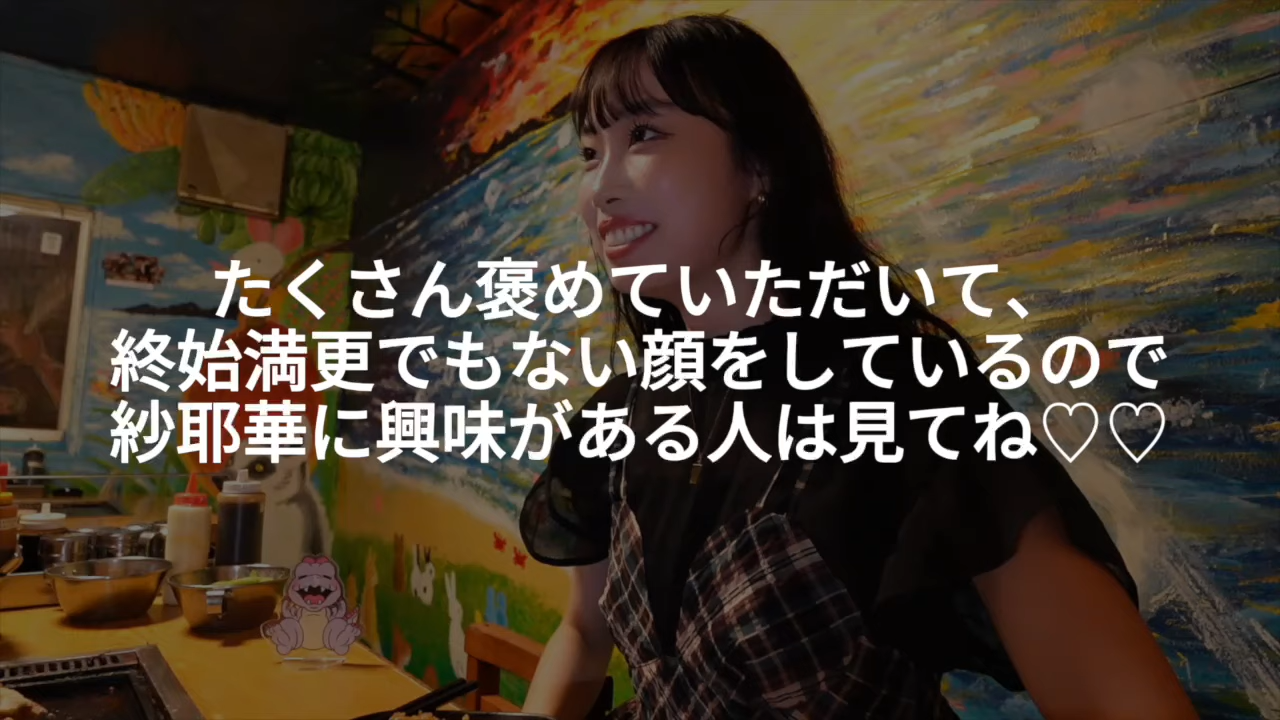 たくさん褒めていただいて、
終始満更でもない顔をしているので
紗耶華に興味がある人は見てね♡♡